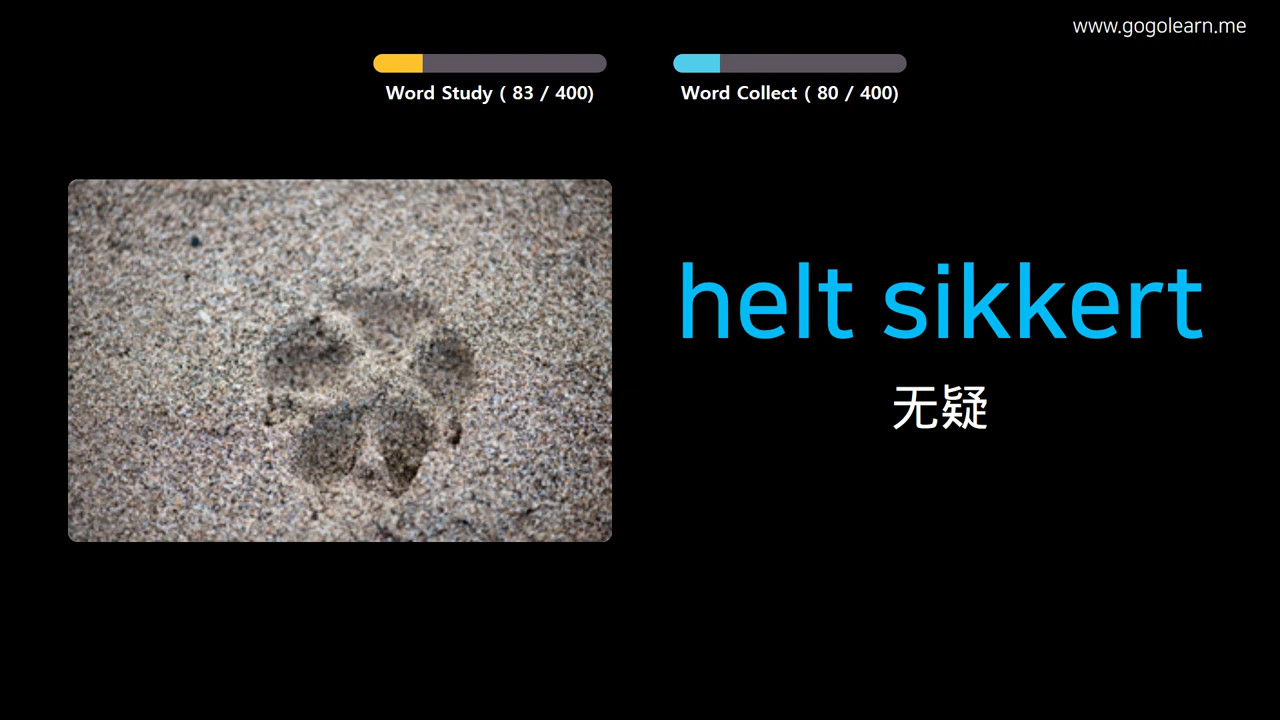 www.gogolearn.me
Word Study ( 83 / 400)
Word Collect ( 80 / 400)
helt sikkert
无疑